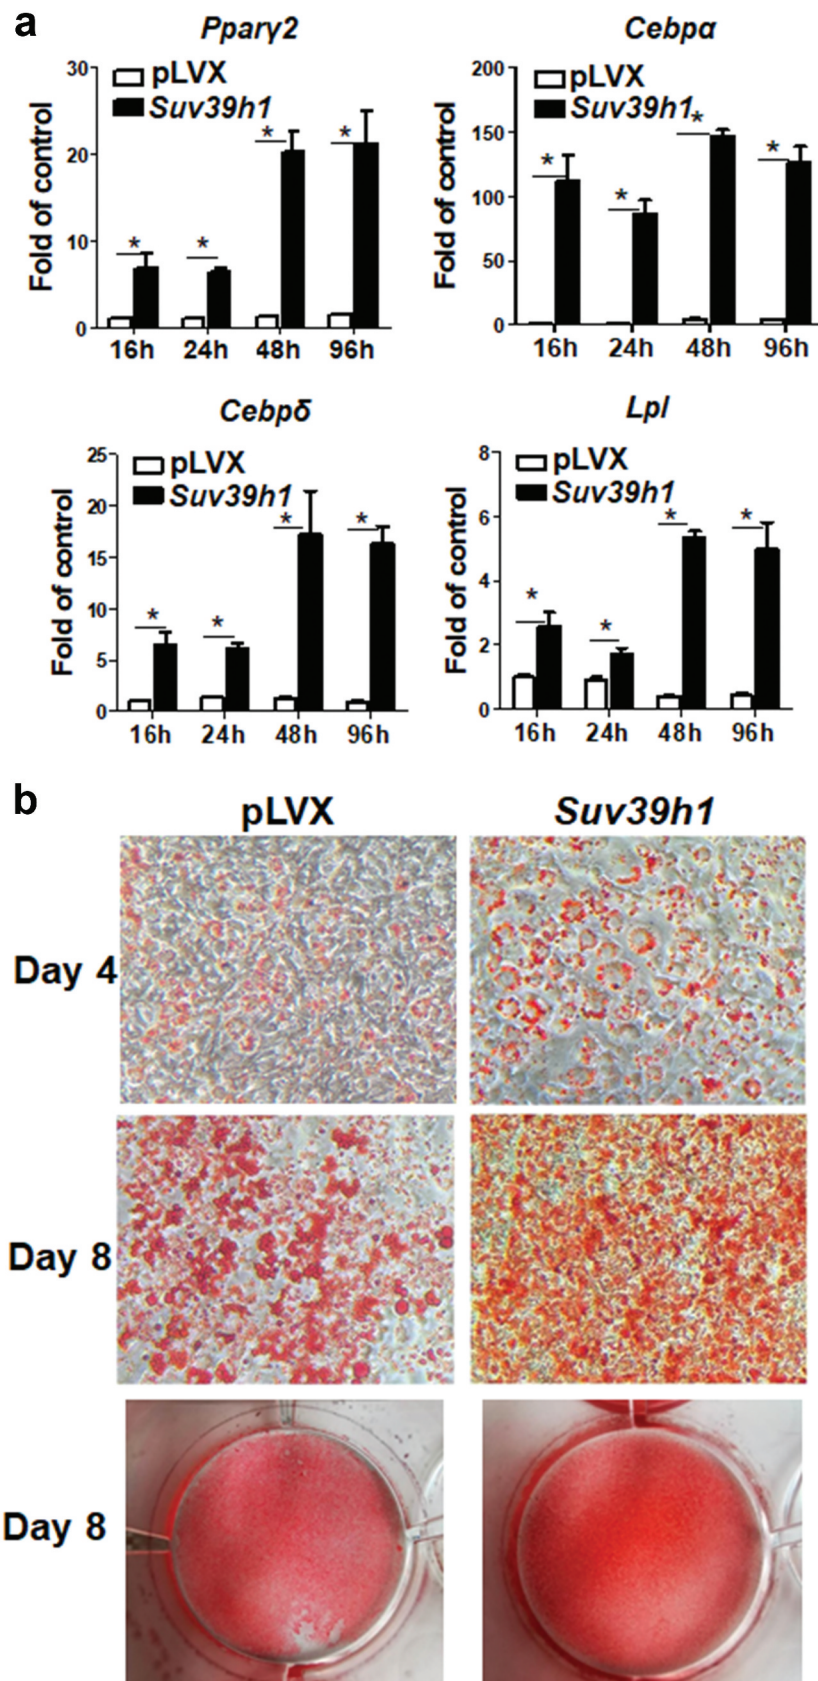 a
Pparγ2
Cebpα
30
20
10
0
Fold of control
pLVX
Suv39h1
* * * *
16h 24h 48h 96h
200
150
100
50
0
Fold of control
pLVX
Suv39h1
* * * *
16h 24h 48h 96h
Cebpδ
Lpl
25
20
15
10
5
0
Fold of control
pLVX
Suv39h1
* * * *
16h 24h 48h 96h
8
6
4
2
0
Fold of control
pLVX
Suv39h1
* * * *
16h 24h 48h 96h
b
pLVX Suv39h1
Day 4
Day 8
Day 8